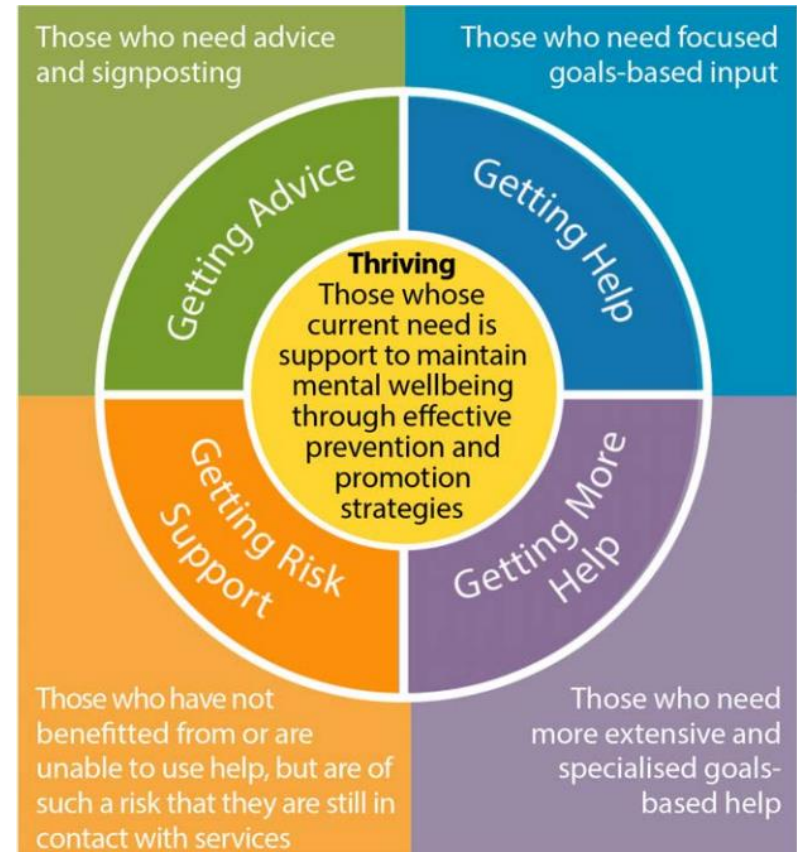 Those who need advice
and signposting
Those who need focused
goals-based input
Getting Advice
Getting Help
Thriving
Those whose
current need is
support to maintain
mental wellbeing
through effective
prevention and
promotion
strategies
Getting Risk
Support
Getting More
Help
Those who have not
benefitted from or are
unable to use help, but are of
such a risk that they are still in
contact with services
Those who need
more extensive and
specialised goals-
based help